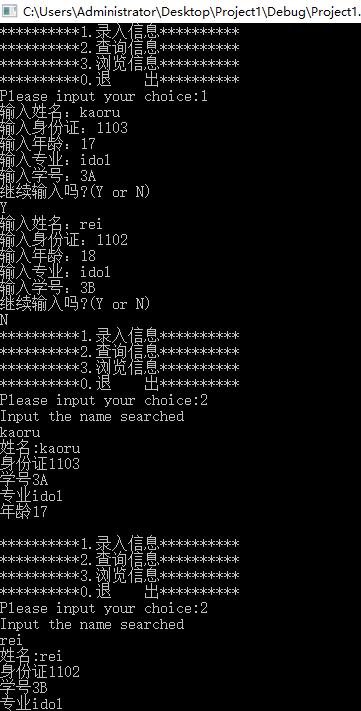 C:\Users\Administrator\Desktop\Project1\Debug\Project1.
**********1.录入信息**********
**********2.查询信息**********
**********3.浏览信息**********
**********0.退    出**********
Please input your choice:1
输入姓名：kaoru
输入身份证：1103
输入年龄：17
输入专业：idol
输入学号：3A
继续输入吗?(Y or N)
Y
输入姓名：rei
输入身份证：1102
输入年龄：18
输入专业：idol
输入学号：3B
继续输入吗?(Y or N)
N
**********1.录入信息**********
**********2.查询信息**********
**********3.浏览信息**********
**********0.退    出**********
Please input your choice:2
Input the name searched
kaoru
姓名:kaoru
身份证1103
学号3A
专业idol
年龄17
**********1.录入信息**********
**********2.查询信息**********
**********3.浏览信息**********
**********0.退    出**********
Please input your choice:2
Input the name searched
rei
姓名:rei
身份证1102
学号3B
专业idol